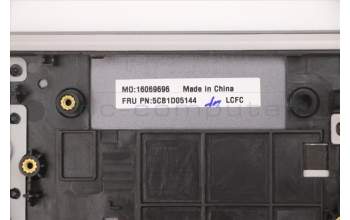 MO:16069696 Made in China
FRU PN:5CB1D05144 LCFC